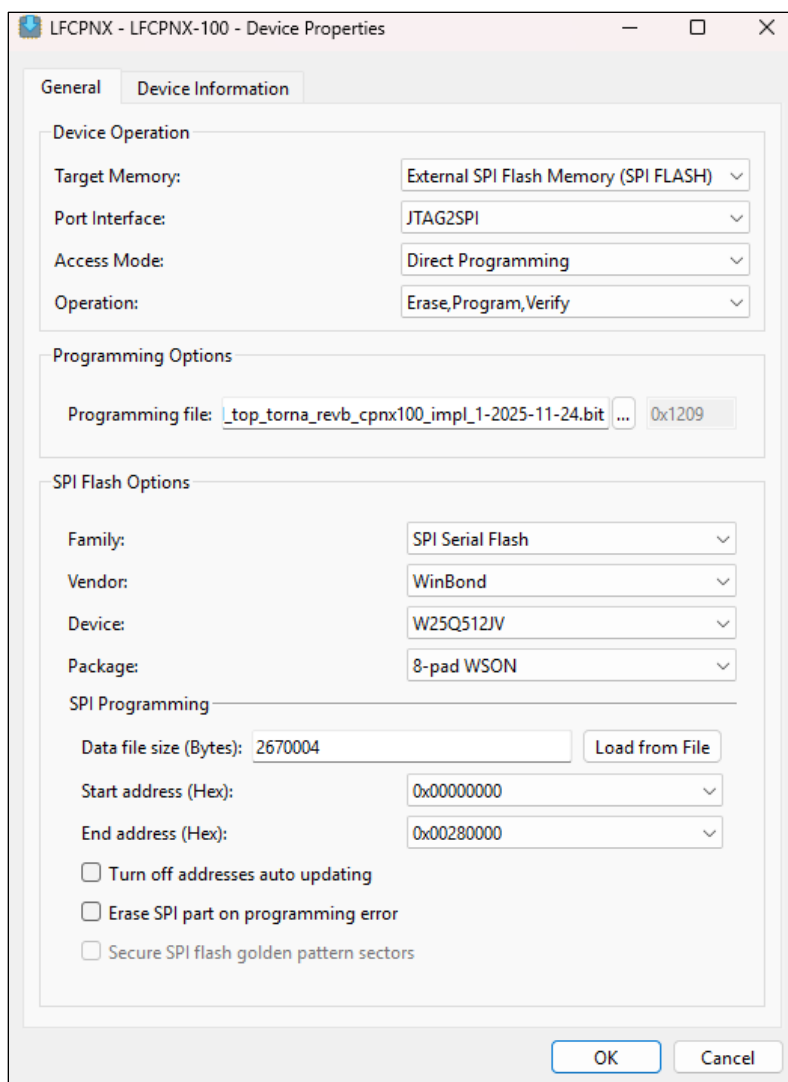 LFCPNX - LFCPNX-100 - Device Properties
General Device Information
Device Operation
Target Memory: External SPI Flash Memory (SPI FLASH)
Port Interface: JTAG2SPI
Access Mode: Direct Programming
Operation: Erase,Program,Verify
Programming Options
Programming file: _top_torna_revb_cpnx100_impl_1-2025-11-24.bit ... 0x1209
SPI Flash Options
Family: SPI Serial Flash
Vendor: WinBond
Device: W25Q512JV
Package: 8-pad WSON
SPI Programming
Data file size (Bytes): 2670004 Load from File
Start address (Hex): 0x00000000
End address (Hex): 0x00280000
Turn off addresses auto updating
Erase SPI part on programming error
Secure SPI flash golden pattern sectors
OK Cancel